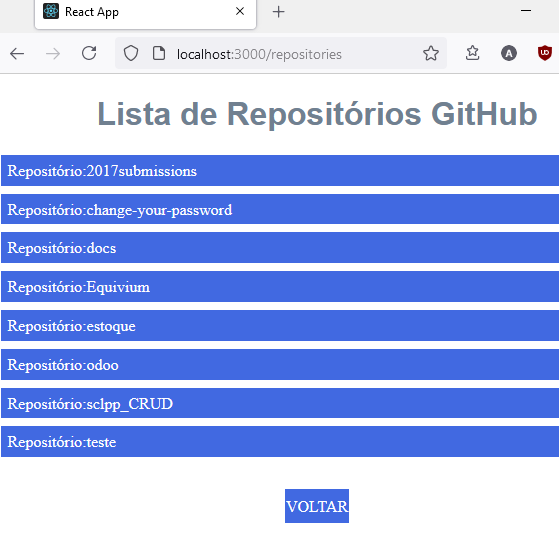 React App
localhost:3000/repositories
A
Lista de Repositórios GitHub
Repositório:2017submissions
Repositório:change-your-password
Repositório:docs
Repositório:Equivium
Repositório:estoque
Repositório:odoo
Repositório:sclpp_CRUD
Repositório:teste
VOLTAR